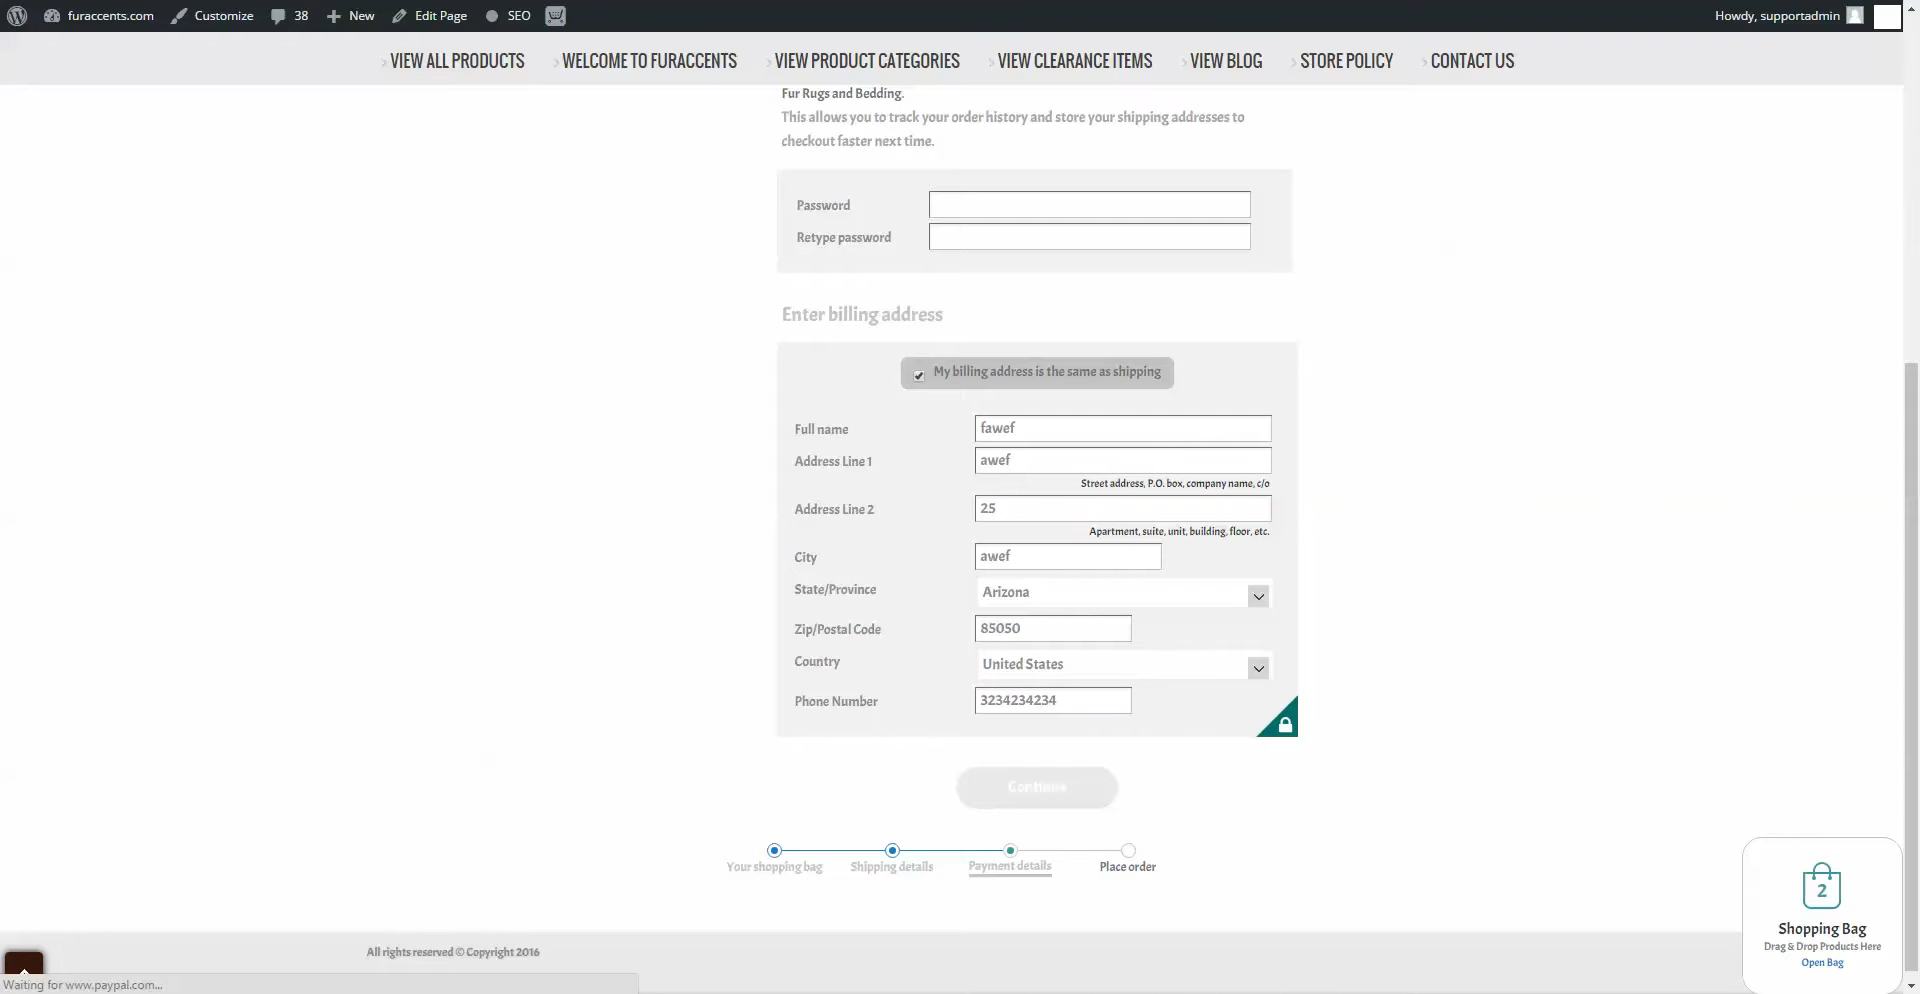 furaccents.com Customize 38 New Edit Page SEO Howdy, supportadmin
VIEW ALL PRODUCTS WELCOME TO FURACCENTS VIEW PRODUCT CATEGORIES VIEW CLEARANCE ITEMS VIEW BLOG STORE POLICY CONTACT US
Fur Rugs and Bedding.
This allows you to track your order history and store your shipping addresses to
checkout faster next time.
Password
Retype password
Enter billing address
My billing address is the same as shipping
Full name fawef
Address Line 1 awef
Street address, P.O. box, company name, c/o
Address Line 2 25
Apartment, suite, unit, building, floor, etc.
City awef
State/Province Arizona
Zip/Postal Code 85050
Country United States
Phone Number 3234234234
Continue
Your shopping bag Shipping details Payment details Place order
2
Shopping Bag
Drag & Drop Products Here
Open Bag
All rights reserved © Copyright 2016
Waiting for www.paypal.com...